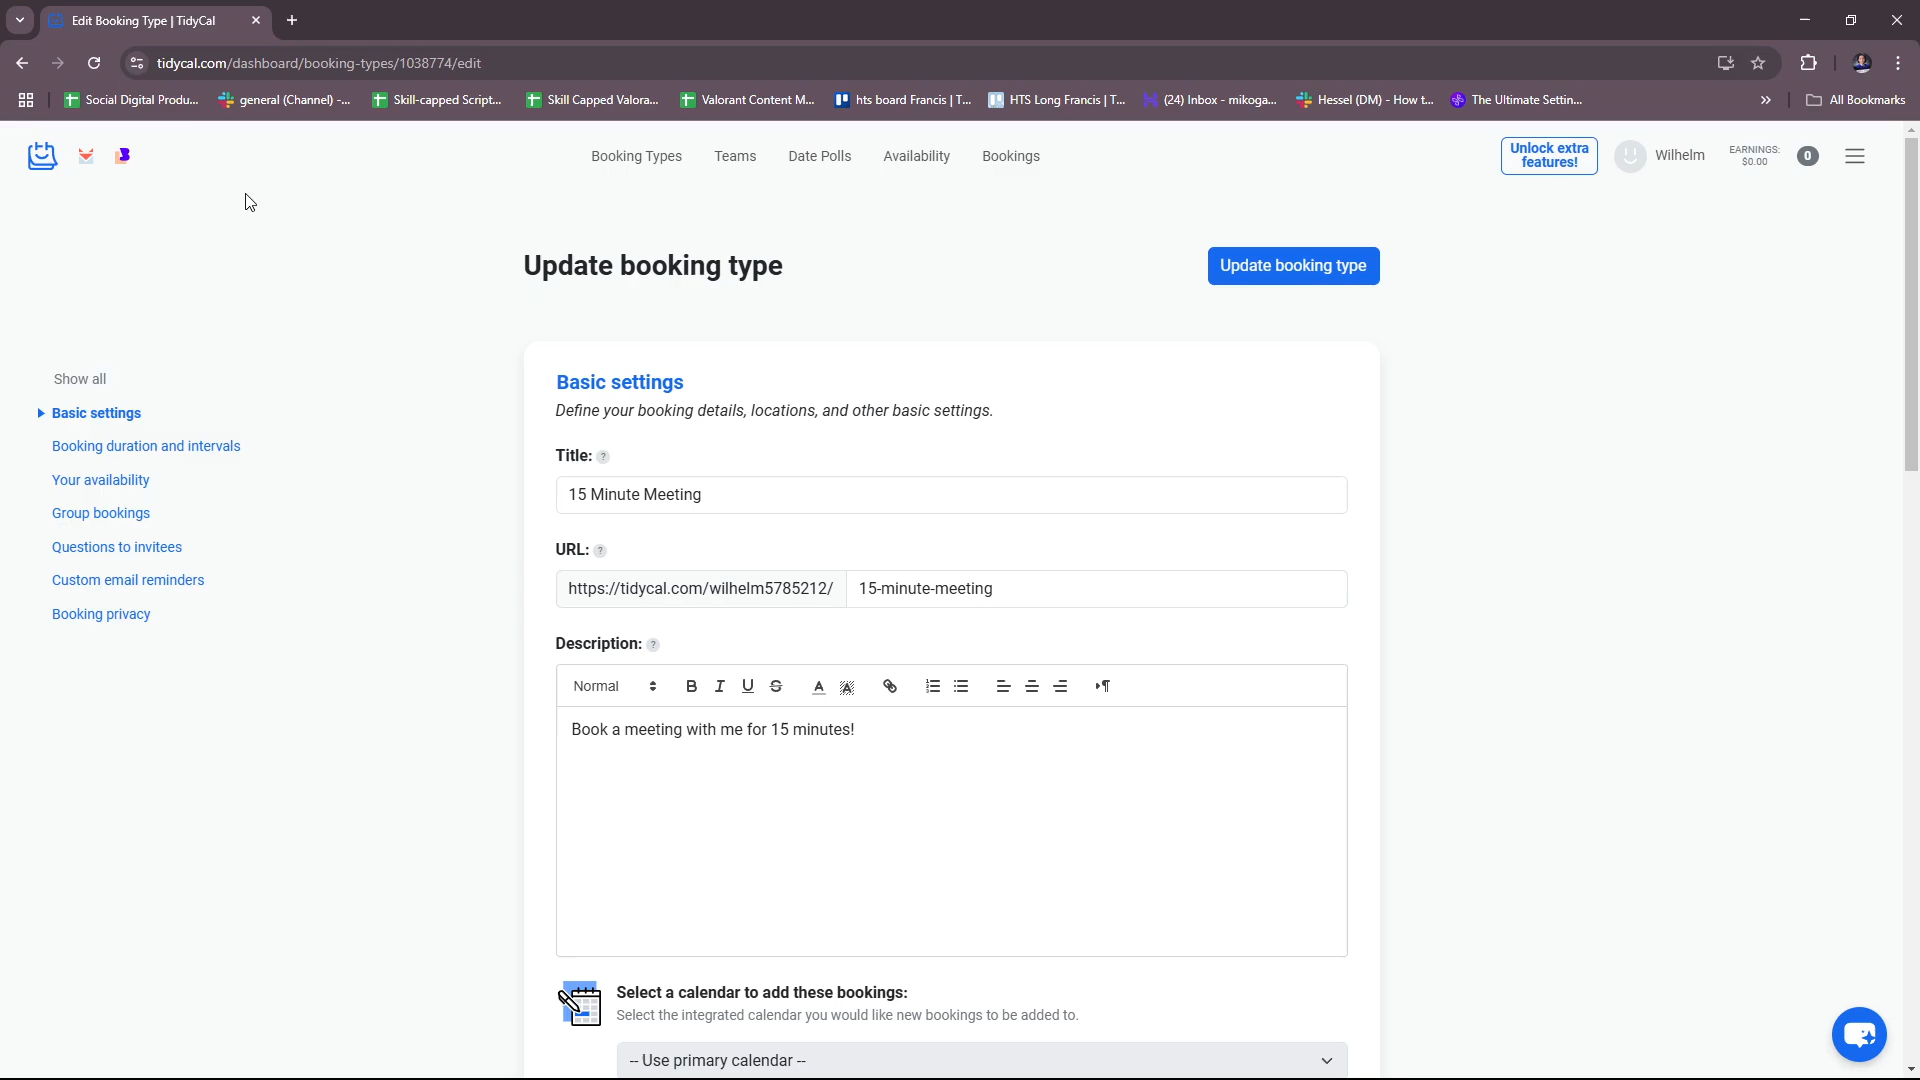 Edit Booking Type | TidyCal
tidycal.com/dashboard/booking-types/1038774/edit
Social Digital Produ...
general (Channel) -...
Skill-capped Script...
Skill Capped Valora...
Valorant Content M...
hts board Francis | T...
HTS Long Francis | T...
(24) Inbox - mikoga...
Hessel (DM) - How t...
The Ultimate Settin...
All Bookmarks
Booking Types
Teams
Date Polls
Availability
Bookings
Unlock extra
features!
Wilhelm
EARNINGS:
$0.00
0
Update booking type
Update booking type
Show all
Basic settings
Booking duration and intervals
Your availability
Group bookings
Questions to invitees
Custom email reminders
Booking privacy
Basic settings
Define your booking details, locations, and other basic settings.
Title: ?
15 Minute Meeting
URL: ?
https://tidycal.com/wilhelm5785212/ 15-minute-meeting
Description: ?
Normal
Book a meeting with me for 15 minutes!
Select a calendar to add these bookings:
Select the integrated calendar you would like new bookings to be added to.
-- Use primary calendar --